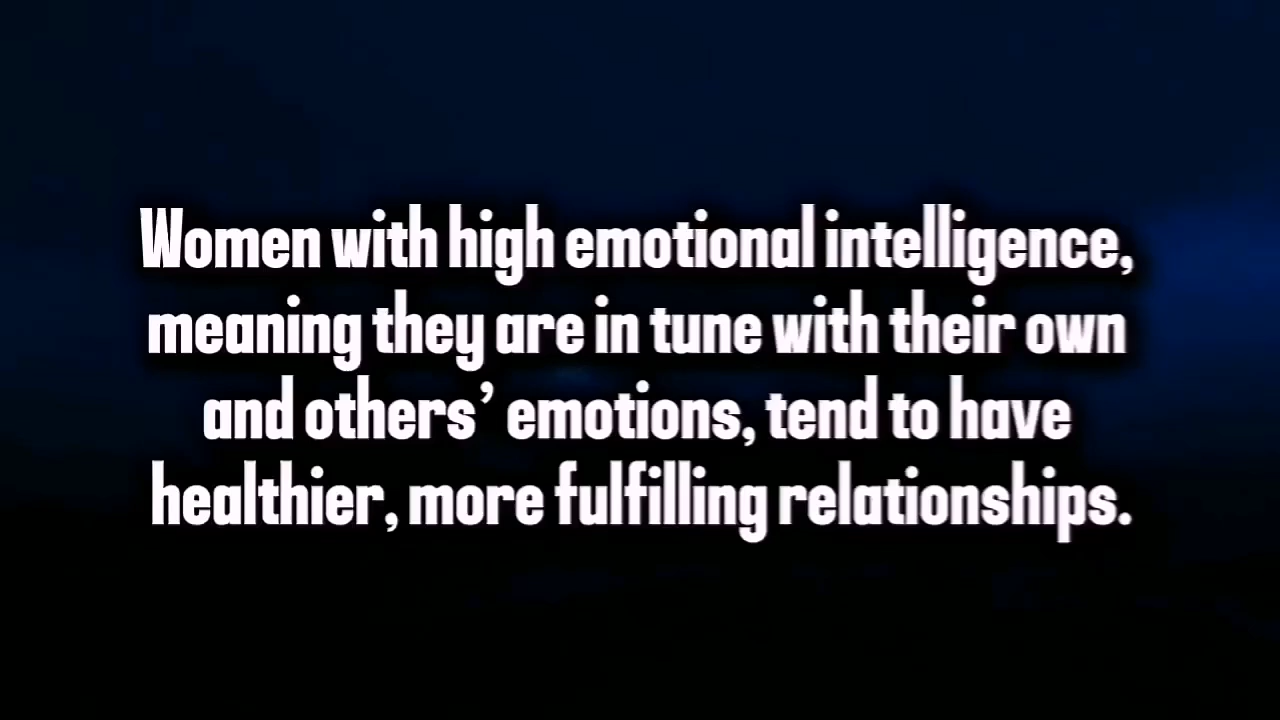 Women with high emotional intelligence,
meaning they are in tune with their own
and others’ emotions, tend to have
healthier, more fulfilling relationships.